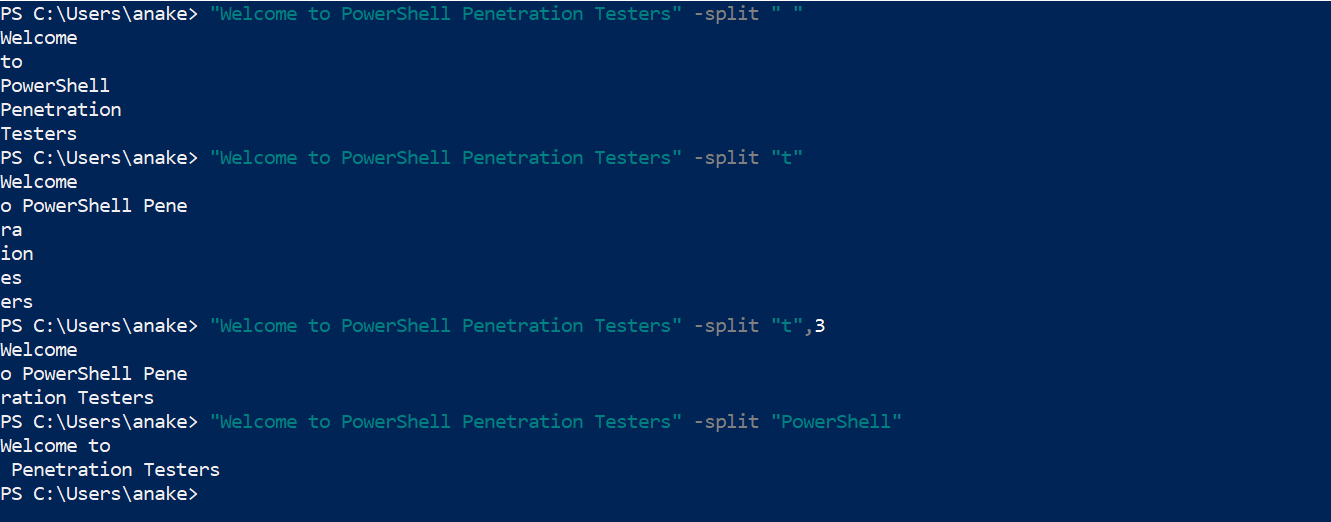 PS C:\Users\anake> "Welcome to PowerShell Penetration Testers" -split " "
Welcome
to
PowerShell
Penetration
Testers
PS C:\Users\anake> "Welcome to PowerShell Penetration Testers" -split "t"
Welcome
o PowerShell Pene
ra
ion
es
ers
PS C:\Users\anake> "Welcome to PowerShell Penetration Testers" -split "t",3
Welcome
o PowerShell Pene
ration Testers
PS C:\Users\anake> "Welcome to PowerShell Penetration Testers" -split "PowerShell"
Welcome to
 Penetration Testers
PS C:\Users\anake>